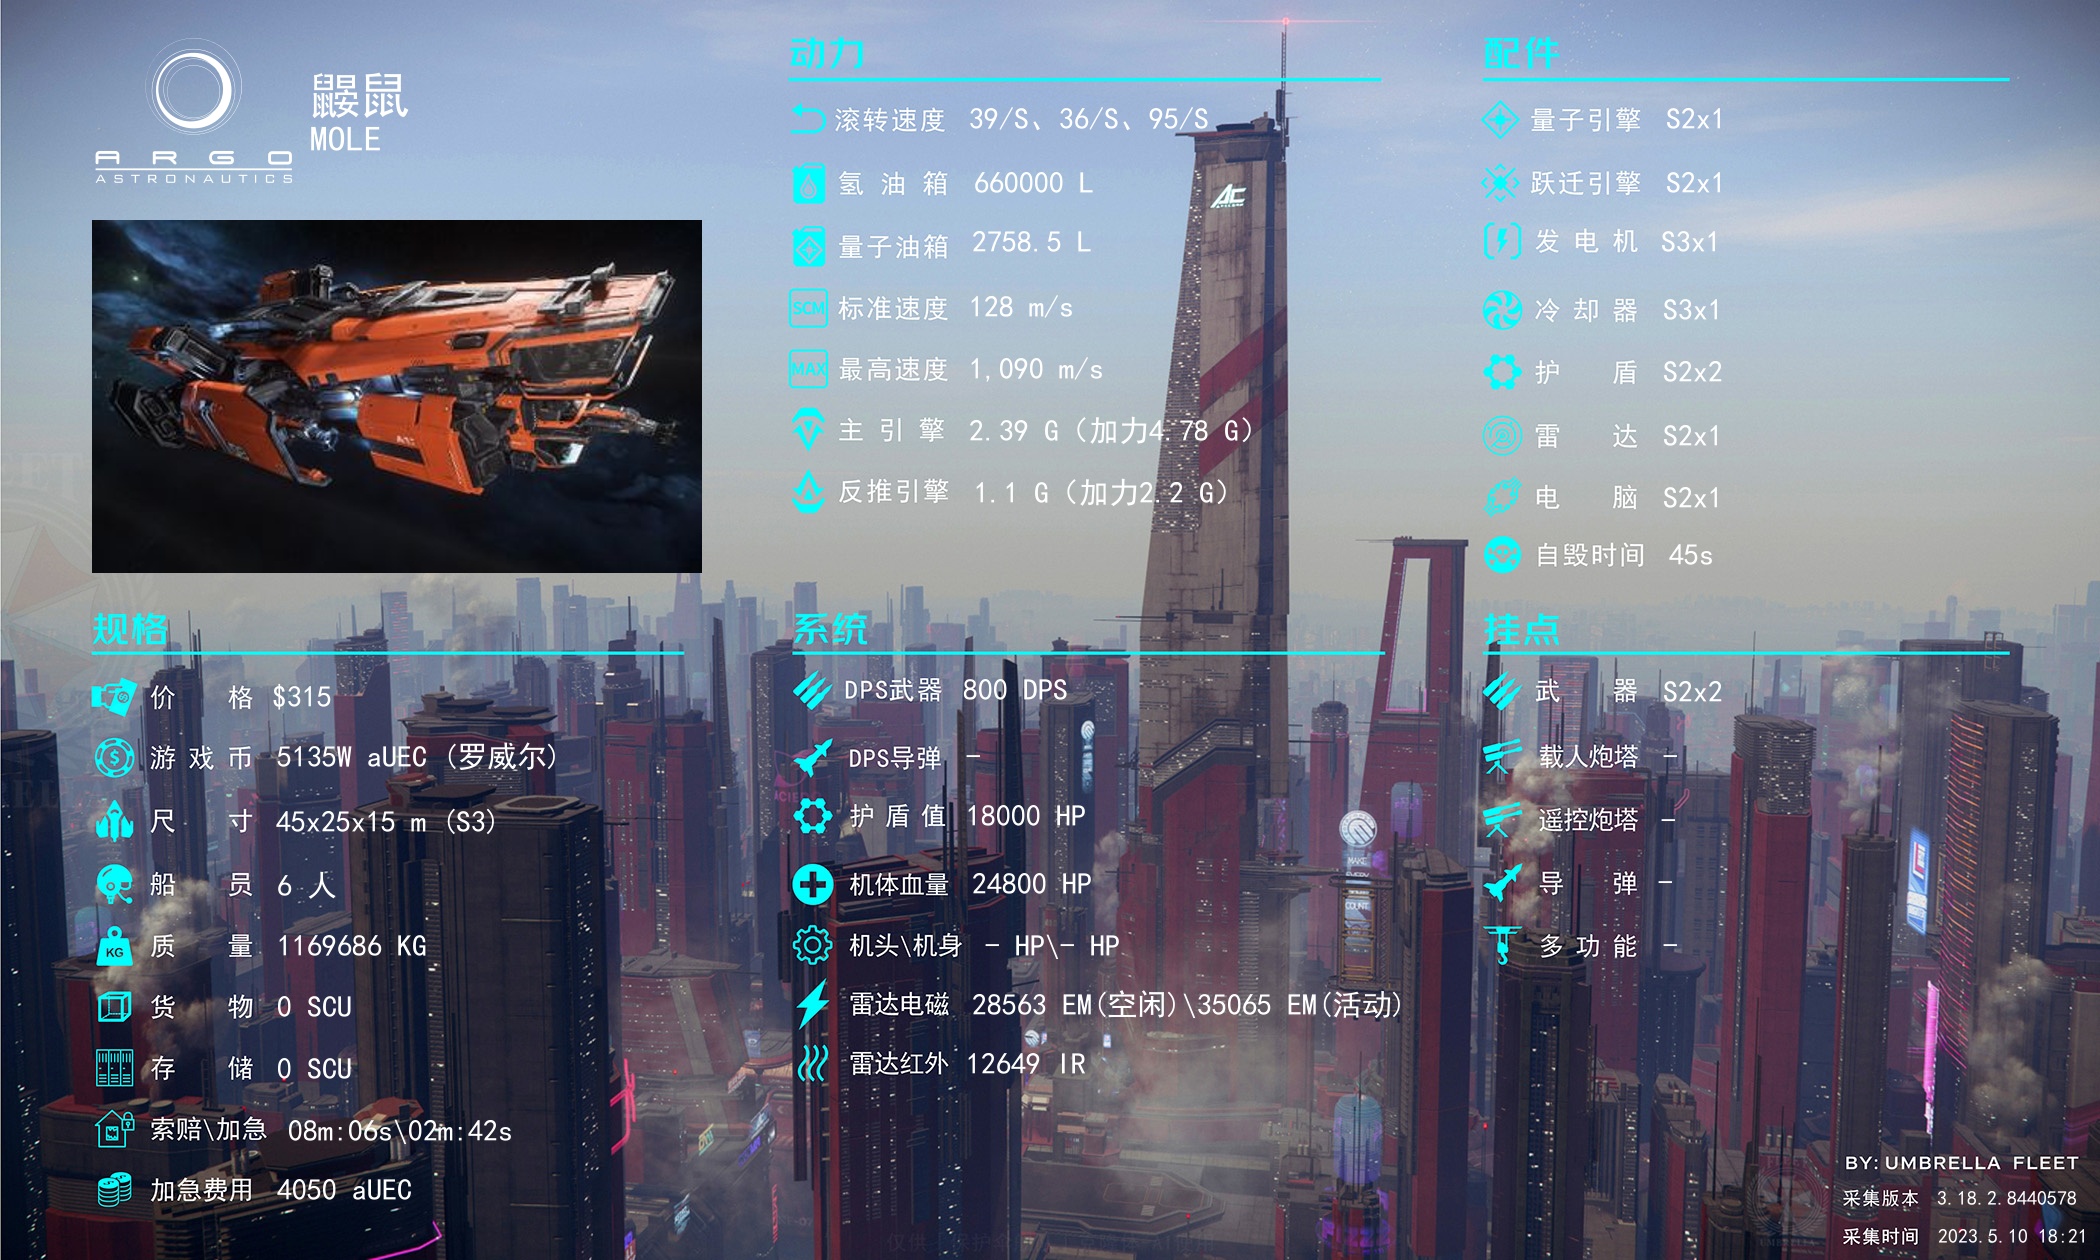 ARGO
ASTRONAUTICS
鼹鼠
MOLE
动力
滚转速度 39/S、36/S、95/S
氢油箱 660000 L
量子油箱 2758.5 L
SCM 标准速度 128 m/s
MAX 最高速度 1,090 m/s
主引擎 2.39 G（加力4.78 G）
反推引擎 1.1 G（加力2.2 G）
配件
量子引擎 S2x1
跃迁引擎 S2x1
发电机 S3x1
冷却器 S3x1
护盾 S2x2
雷达 S2x1
电脑 S2x1
自毁时间 45s
规格
价格 $315
游戏币 5135W aUEC (罗威尔)
尺寸 45x25x15 m (S3)
船员 6 人
KG 质量 1169686 KG
货物 0 SCU
存储 0 SCU
索赔\加急 08m:06s\02m:42s
加急费用 4050 aUEC
系统
DPS武器 800 DPS
DPS导弹 -
护盾值 18000 HP
机体血量 24800 HP
机头\机身 - HP\- HP
雷达电磁 28563 EM(空闲)\35065 EM(活动)
雷达红外 12649 IR
挂点
武器 S2x2
载人炮塔 -
遥控炮塔 -
导弹 -
多功能 -
AC
MAKE
EVERY
COUNT
BY: UMBRELLA FLEET
采集版本 3.18.2.8440578
采集时间 2023.5.10 18:21